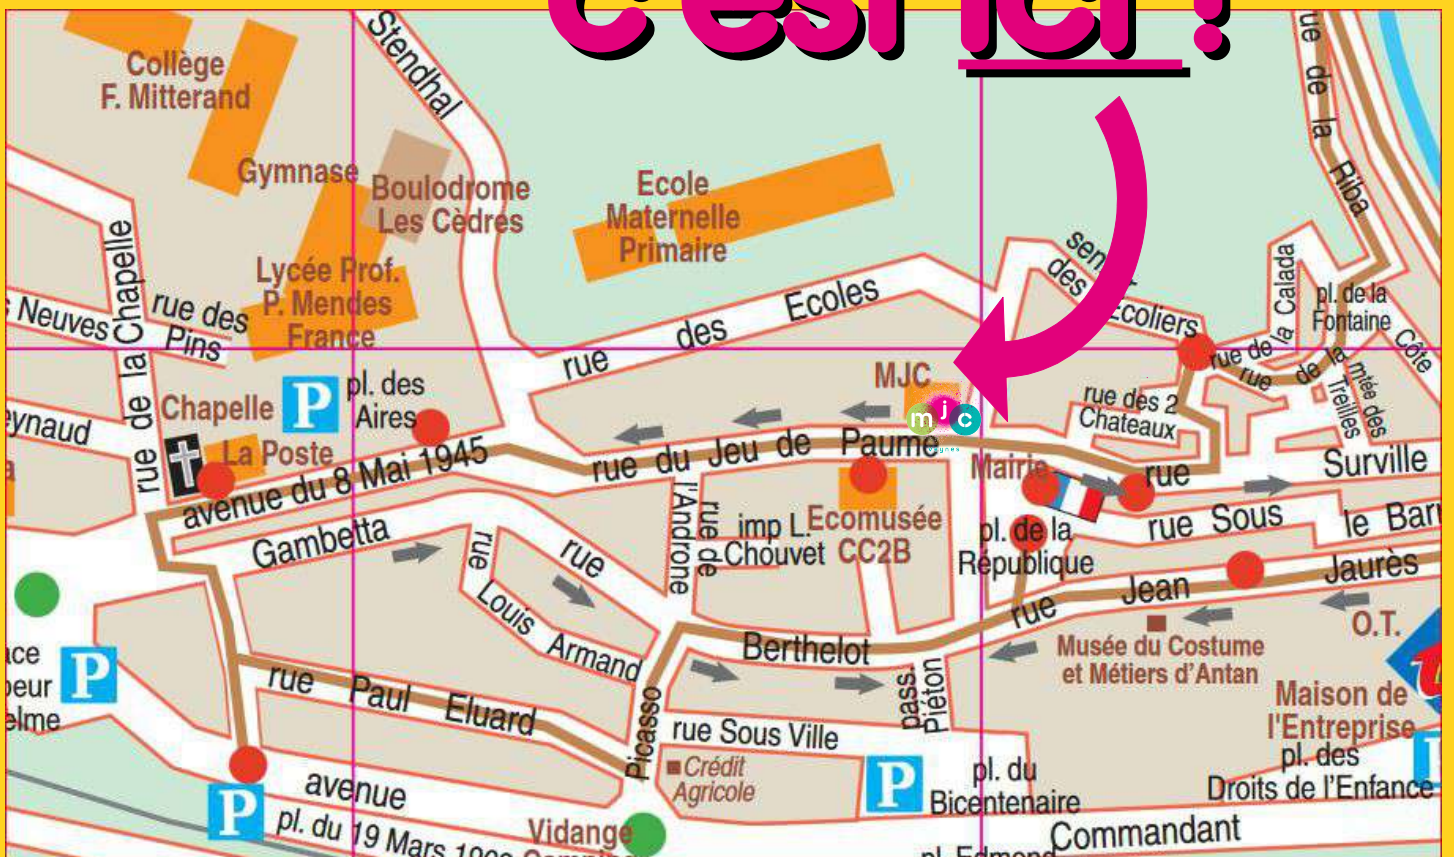 c'est ici !
Stendhal
rue de la Riba
Collège
F. Mitterand
Gymnase
Boulodrome
Les Cèdres
Ecole
Maternelle
Primaire
Lycée Prof.
P. Mendes
France
rue de la Chapelle
Neuves
rue des
Pins
rue des Ecoles
des Ecoliers
rue de la Calada
pl. de la
Fontaine
Côte
rue de la
mtée des
Treilles
MJC
mjc
rue des 2
Chateaux
P
pl. des
Aires
Chapelle
La Poste
avenue du 8 Mai 1945
rue du Jeu de Paume
Mairie
rue
Surville
Gambetta
rue
rue
Louis Armand
rue de
l'Androne
imp L.
Chouvet
Ecomusée
CC2B
pl. de la
République
rue Sous
le Barri
rue Jean Jaurès
Berthelot
Musée du Costume
et Métiers d'Antan
O.T.
Maison de
l'Entreprise
P
rue Paul Eluard
Picasso
pass.
Piéton
rue Sous Ville
Crédit
Agricole
P
pl. du
Bicentenaire
pl. des
Droits de l'Enfance
P
avenue
pl. du 19 Mars
Vidange
Commandant
pl. Edmond